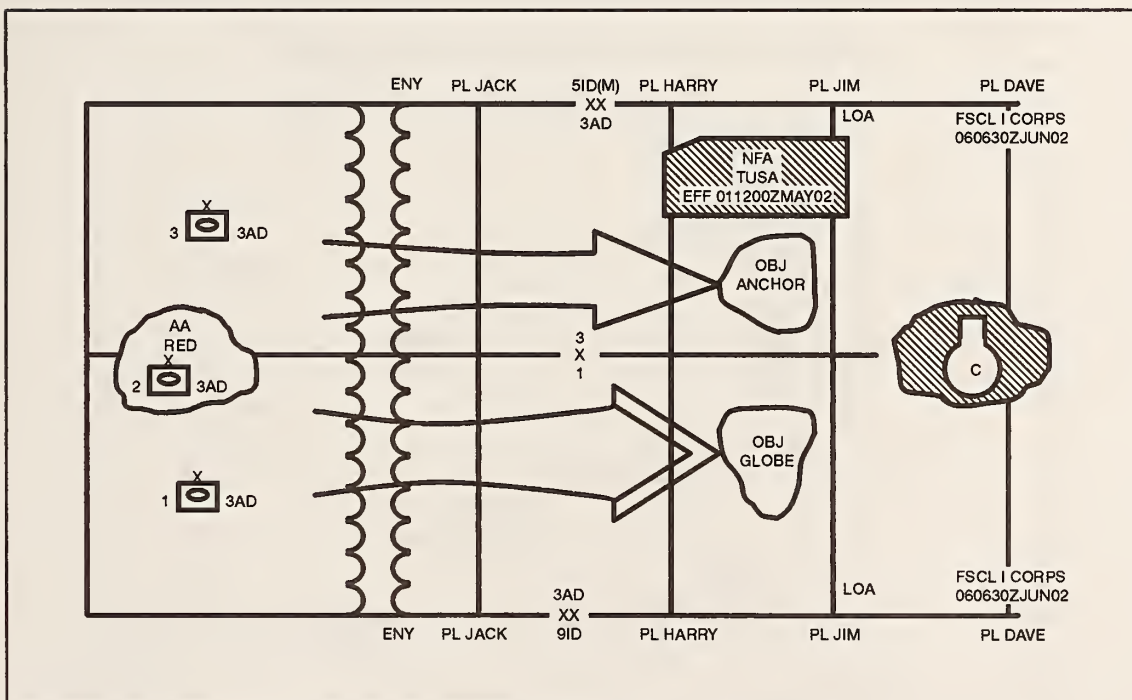 ENY PL JACK 5ID(M) PL HARRY PL JIM PL DAVE
XX
3AD
LOA
FSCL I CORPS
060630ZJUN02
NFA
TUSA
EFF 011200ZMAY02
X
3 3AD
OBJ
ANCHOR
AA
RED
X
2 3AD
3
X
1
C
OBJ
GLOBE
X
1 3AD
3AD
XX
9ID
LOA
FSCL I CORPS
060630ZJUN02
ENY PL JACK PL HARRY PL JIM PL DAVE